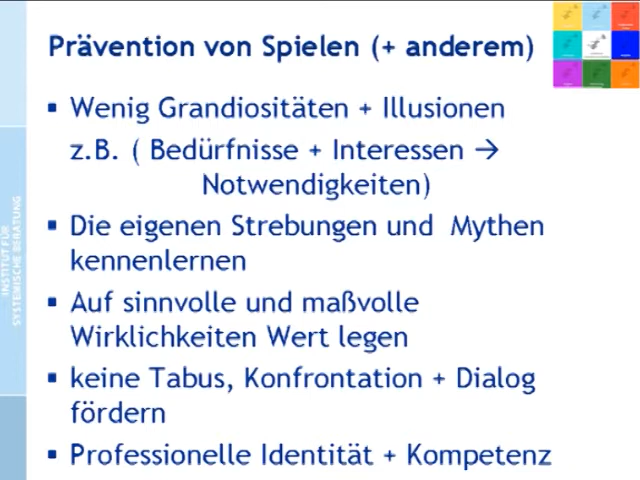 Prävention von Spielen (+ anderem)
▪ Wenig Grandiositäten + Illusionen
z.B. ( Bedürfnisse + Interessen →
Notwendigkeiten)
▪ Die eigenen Strebungen und Mythen
kennenlernen
▪ Auf sinnvolle und maßvolle
Wirklichkeiten Wert legen
▪ keine Tabus, Konfrontation + Dialog
fördern
▪ Professionelle Identität + Kompetenz
INSTITUT FÜR
SYSTEMISCHE BERATUNG